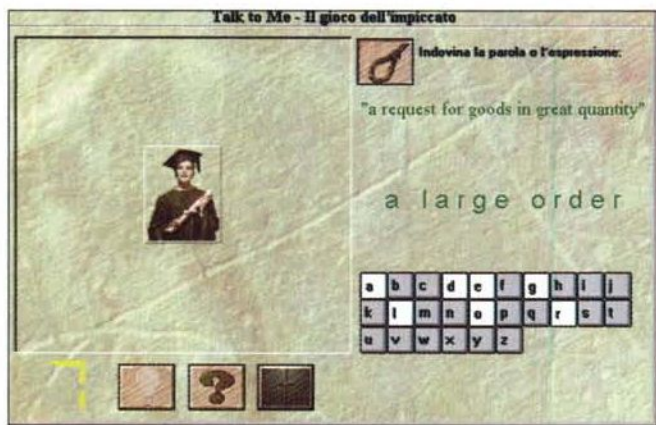 Talk to Me - Il gioco dell'impiccato
Indovina la parola o l'espressione:
"a request for goods in great quantity"
a large order
a b c d e f g h i j
k l m n o p q r s t
u v w x y z